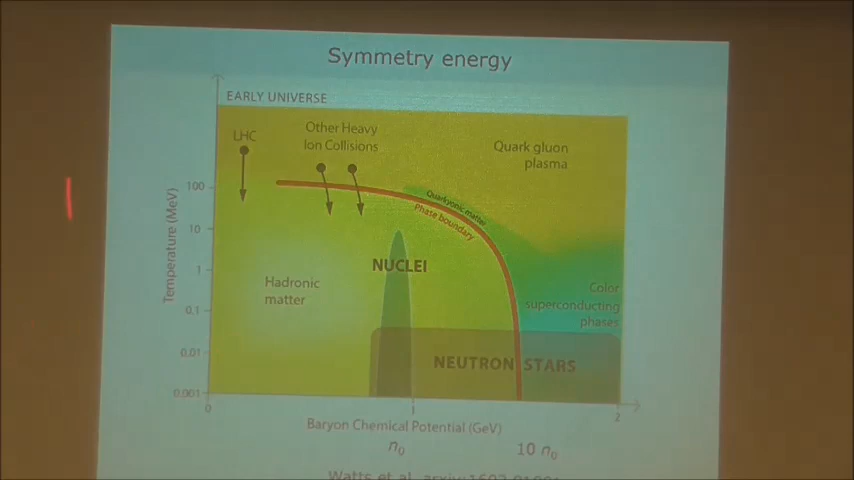 Symmetry energy
EARLY UNIVERSE
LHC
Other Heavy
Ion Collisions
Quark gluon
plasma
Quarkyonic matter
Phase boundary
100
10
1
0.1
0.01
0.001
Temperature (MeV)
NUCLEI
Hadronic
matter
Color
superconducting
phases
NEUTRON STARS
0
1
2
Baryon Chemical Potential (GeV)
n0
10 n0
Watts et al. arxiv: